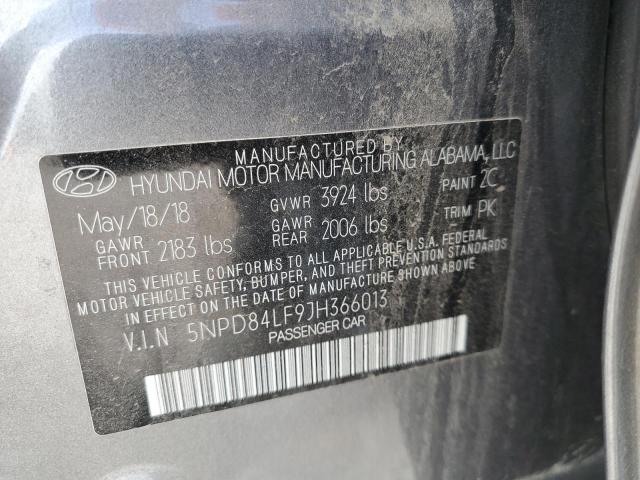 MANUFACTURED BY
HYUNDAI MOTOR MANUFACTURING ALABAMA, LLC
May/18/18 GVWR 3924 lbs PAINT 2C
GAWR FRONT 2183 lbs GAWR REAR 2006 lbs TRIM PK
THIS VEHICLE CONFORMS TO ALL APPLICABLE U.S.A. FEDERAL
MOTOR VEHICLE SAFETY, BUMPER, AND THEFT PREVENTION STANDARDS
IN EFFECT ON THE DATE OF MANUFACTURE SHOWN ABOVE.
V.I.N 5NPD84LF9JH366013
PASSENGER CAR